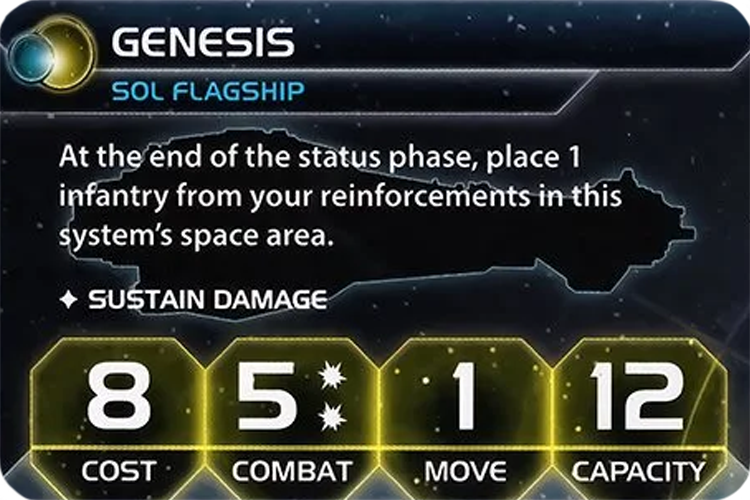 GENESIS
SOL FLAGSHIP
At the end of the status phase, place 1
infantry from your reinforcements in this
system's space area.
SUSTAIN DAMAGE
8 5 1 12
COST COMBAT MOVE CAPACITY